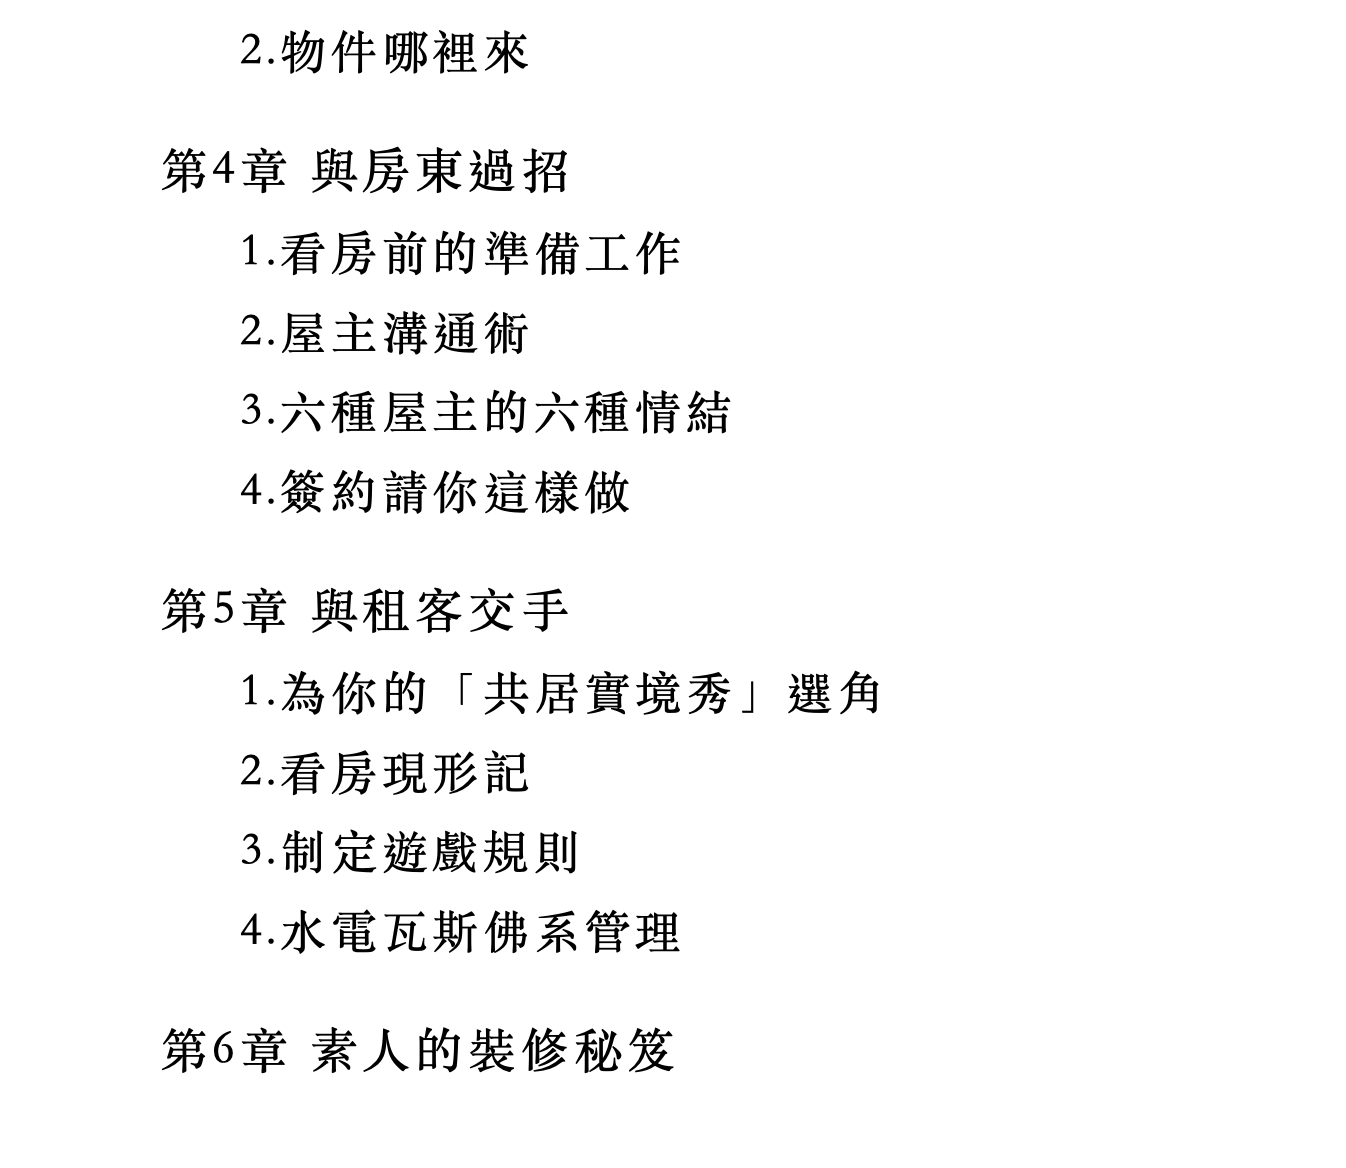 2.物件哪裡來
第4章 與房東過招
1.看房前的準備工作
2.屋主溝通術
3.六種屋主的六種情結
4.簽約請你這樣做
第5章 與租客交手
1.為你的「共居實境秀」選角
2.看房現形記
3.制定遊戲規則
4.水電瓦斯佛系管理
第6章 素人的裝修秘笈